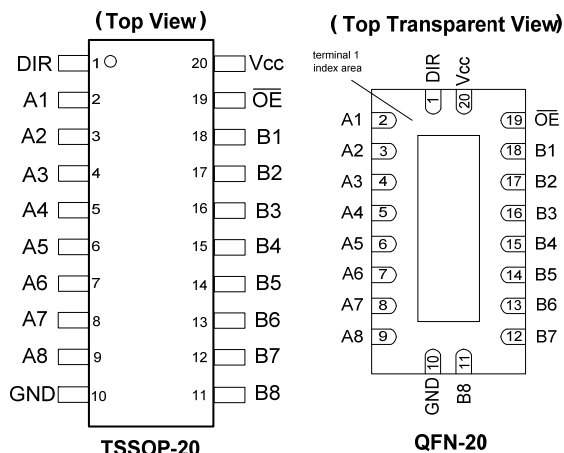 (Top View)
DIR 1 20 Vcc
A1 2 19 O̅E̅
A2 3 18 B1
A3 4 17 B2
A4 5 16 B3
A5 6 15 B4
A6 7 14 B5
A7 8 13 B6
A8 9 12 B7
GND 10 11 B8
TSSOP-20
( Top Transparent View)
terminal 1
index area
DIR Vcc
1 20
A1 2 19 O̅E̅
A2 3 18 B1
A3 4 17 B2
A4 5 16 B3
A5 6 15 B4
A6 7 14 B5
A7 8 13 B6
A8 9 12 B7
10 11
GND B8
QFN-20